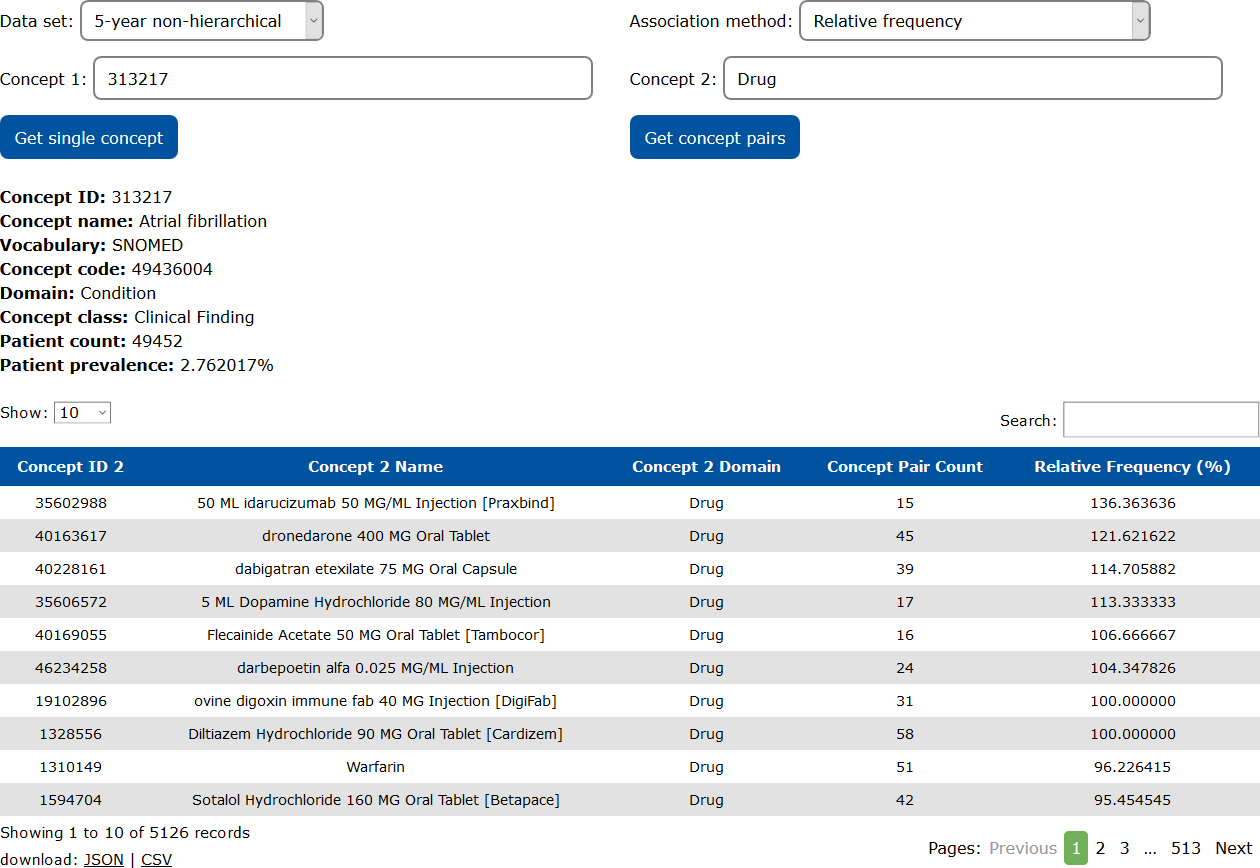 Data set: 5-year non-hierarchical Association method: Relative frequency
Concept 1: 313217 Concept 2: Drug
Get single concept Get concept pairs
Concept ID: 313217
Concept name: Atrial fibrillation
Vocabulary: SNOMED
Concept code: 49436004
Domain: Condition
Concept class: Clinical Finding
Patient count: 49452
Patient prevalence: 2.762017%
Show: 10 Search:
Concept ID 2 Concept 2 Name Concept 2 Domain Concept Pair Count Relative Frequency (%)
35602988 50 ML idarucizumab 50 MG/ML Injection [Praxbind] Drug 15 136.363636
40163617 dronedarone 400 MG Oral Tablet Drug 45 121.621622
40228161 dabigatran etexilate 75 MG Oral Capsule Drug 39 114.705882
35606572 5 ML Dopamine Hydrochloride 80 MG/ML Injection Drug 17 113.333333
40169055 Flecainide Acetate 50 MG Oral Tablet [Tambocor] Drug 16 106.666667
46234258 darbepoetin alfa 0.025 MG/ML Injection Drug 24 104.347826
19102896 ovine digoxin immune fab 40 MG Injection [DigiFab] Drug 31 100.000000
1328556 Diltiazem Hydrochloride 90 MG Oral Tablet [Cardizem] Drug 58 100.000000
1310149 Warfarin Drug 51 96.226415
1594704 Sotalol Hydrochloride 160 MG Oral Tablet [Betapace] Drug 42 95.454545
Showing 1 to 10 of 5126 records
Pages: Previous 1 2 3 ... 513 Next
download: JSON | CSV